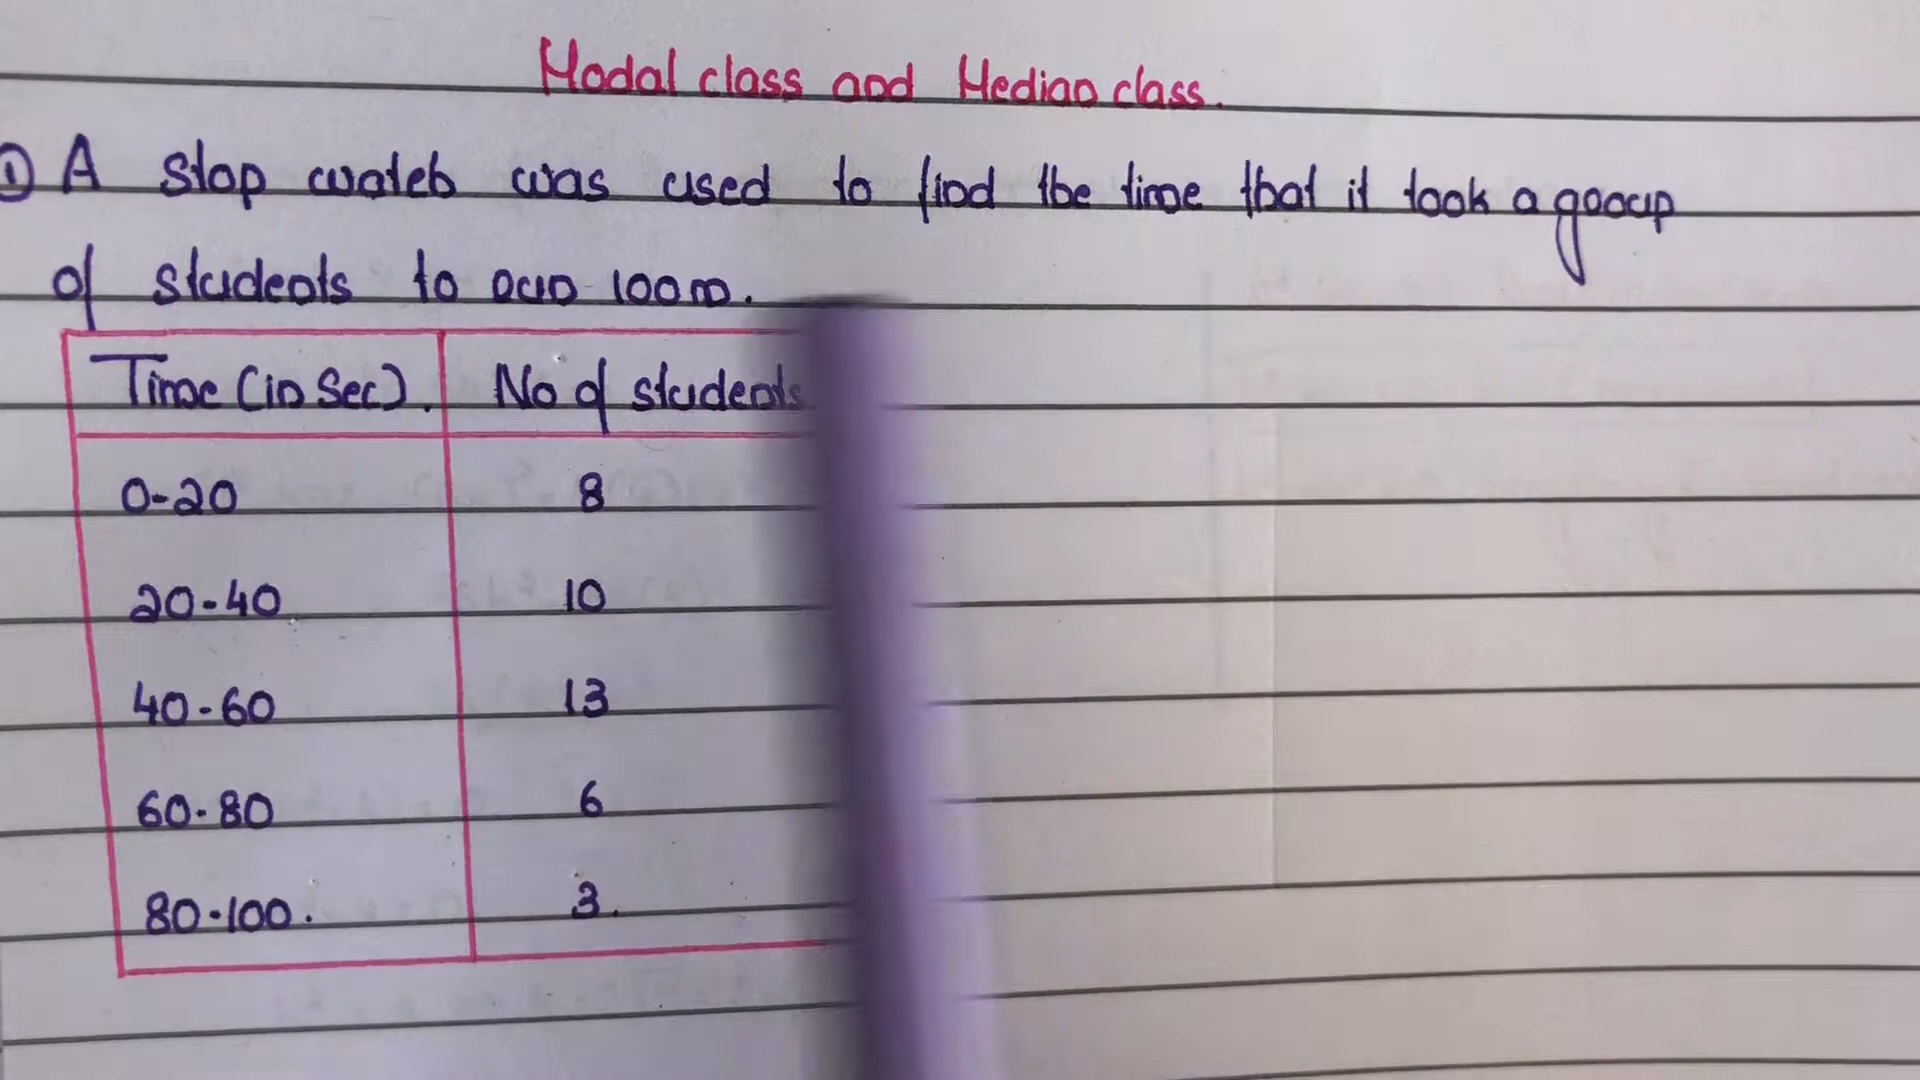 Modal class and Median class.
① A stop watch was used to find the time that it took a group
of students to run 100m.
Time (in Sec). No of students
0-20 8
20-40 10
40-60 13
60-80 6
80-100. 3.